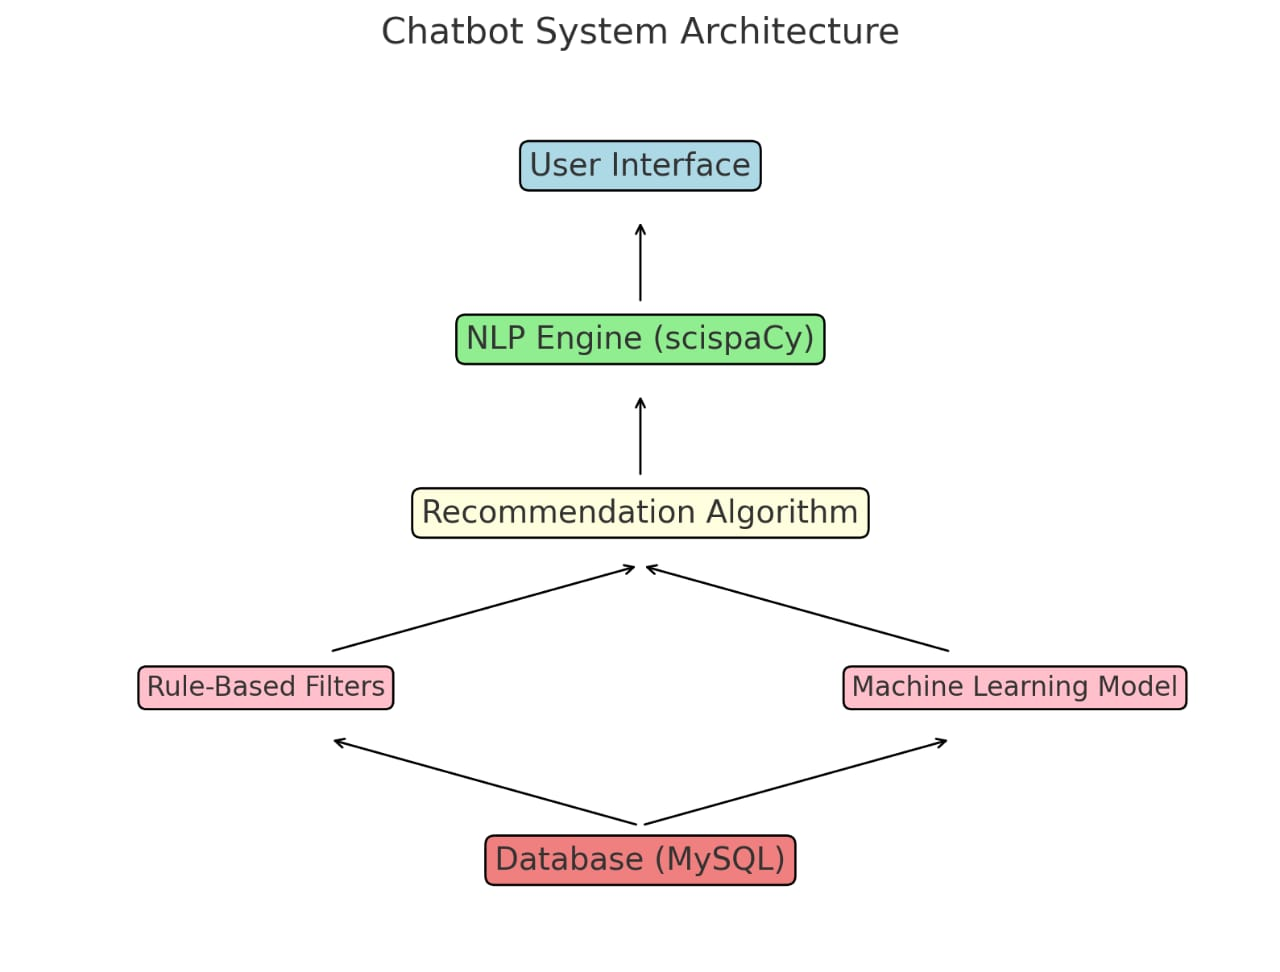 Chatbot System Architecture
User Interface
NLP Engine (scispaCy)
Recommendation Algorithm
Rule-Based Filters
Machine Learning Model
Database (MySQL)